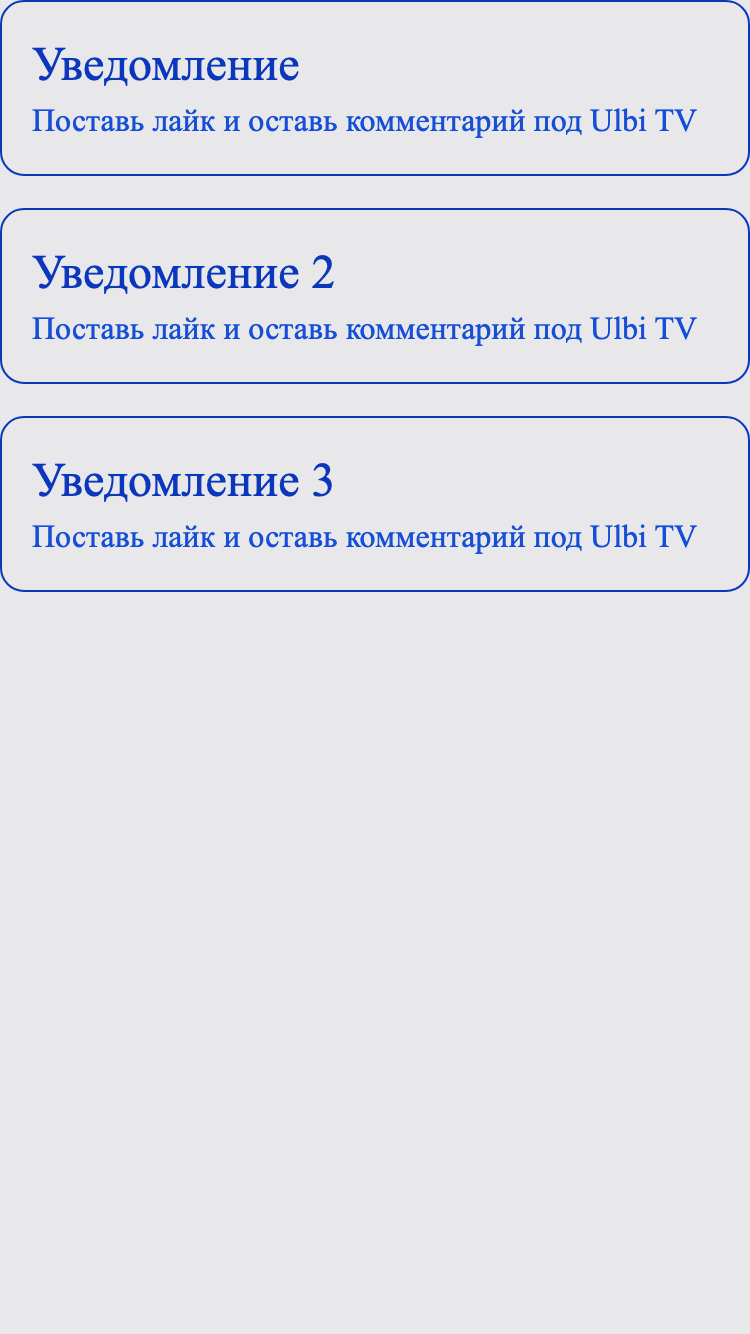 Уведомление
Поставь лайк и оставь комментарий под Ulbi TV
Уведомление 2
Поставь лайк и оставь комментарий под Ulbi TV
Уведомление 3
Поставь лайк и оставь комментарий под Ulbi TV